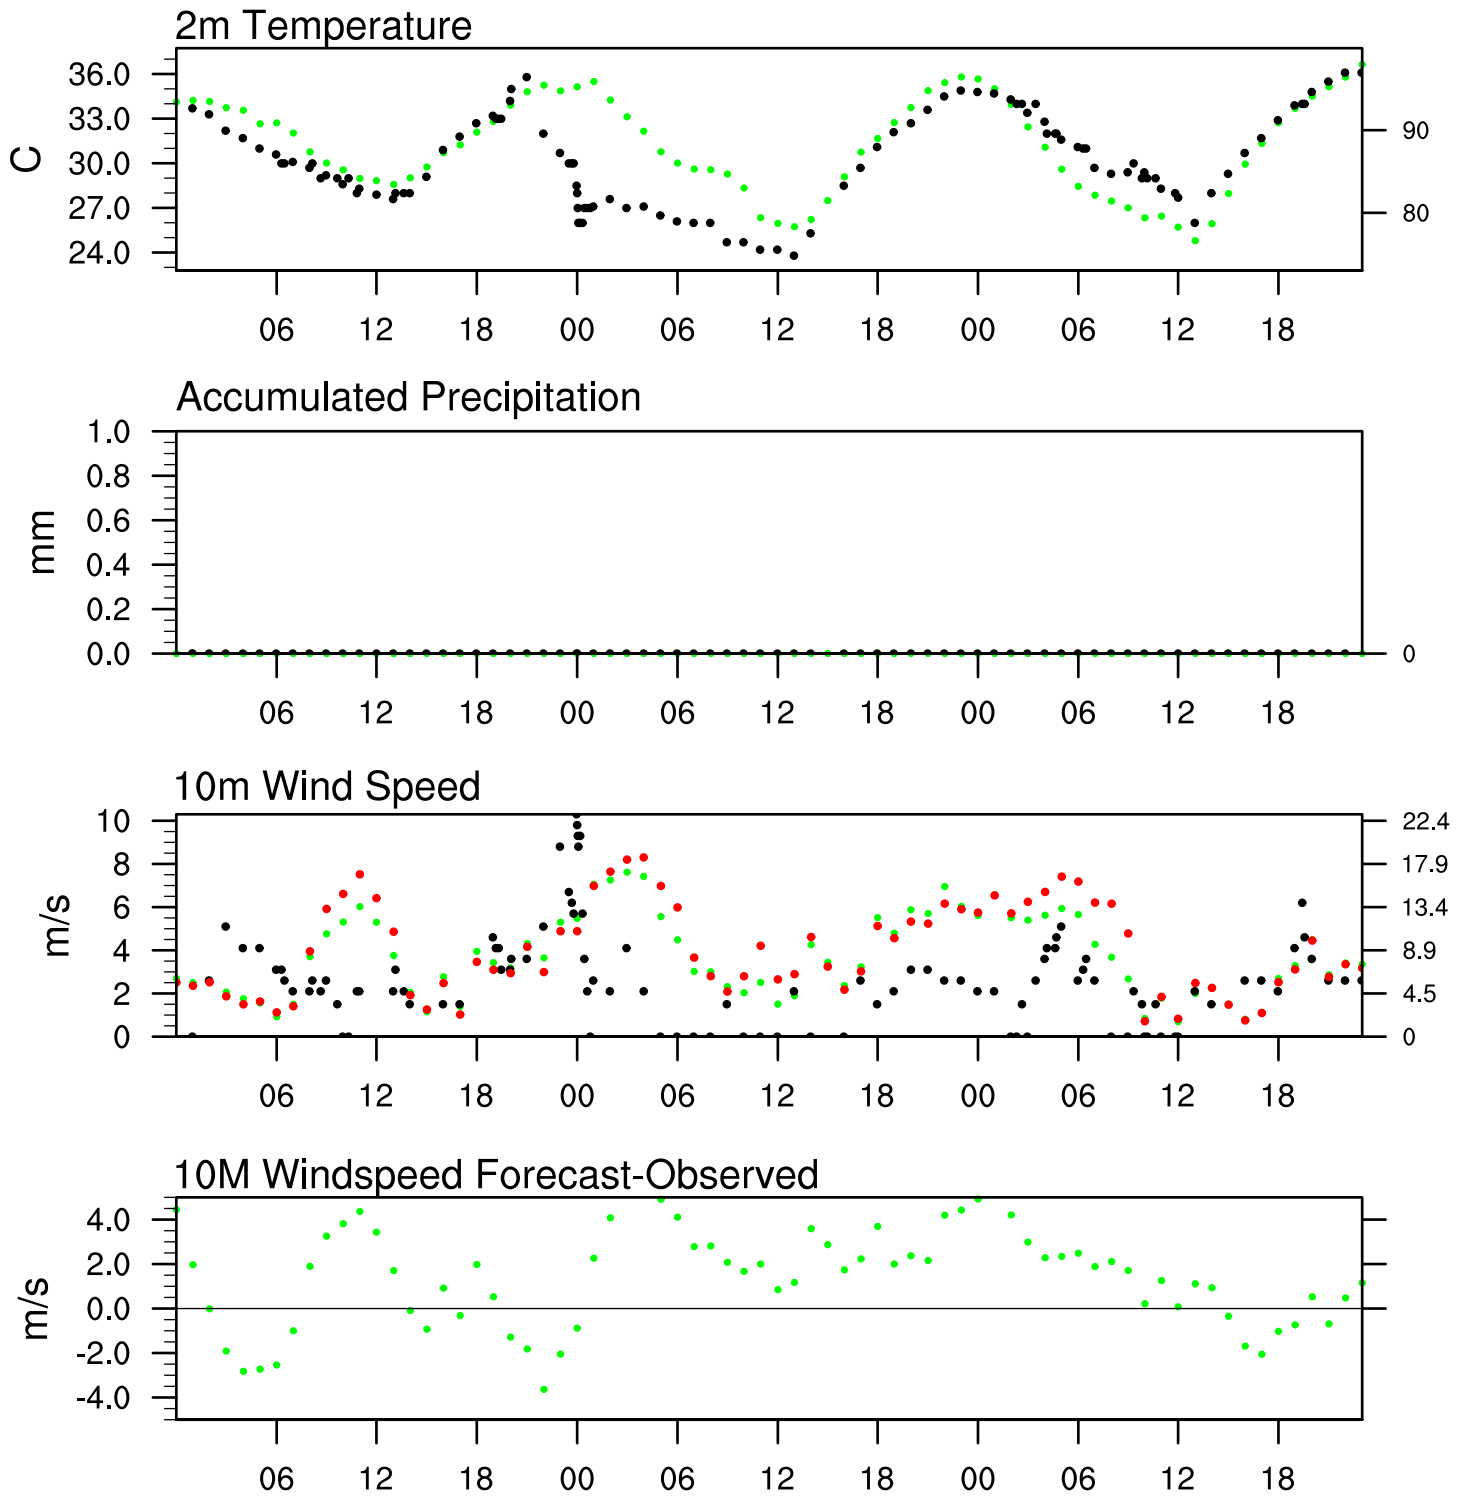 2m Temperature
36.0
33.0
30.0
27.0
24.0
C
90
80
06 12 18 00 06 12 18 00 06 12 18
Accumulated Precipitation
1.0
0.8
0.6
0.4
0.2
0.0
mm
0
06 12 18 00 06 12 18 00 06 12 18
10m Wind Speed
10
8
6
4
2
0
m/s
22.4
17.9
13.4
8.9
4.5
0
06 12 18 00 06 12 18 00 06 12 18
10M Windspeed Forecast-Observed
4.0
2.0
0.0
-2.0
-4.0
m/s
06 12 18 00 06 12 18 00 06 12 18